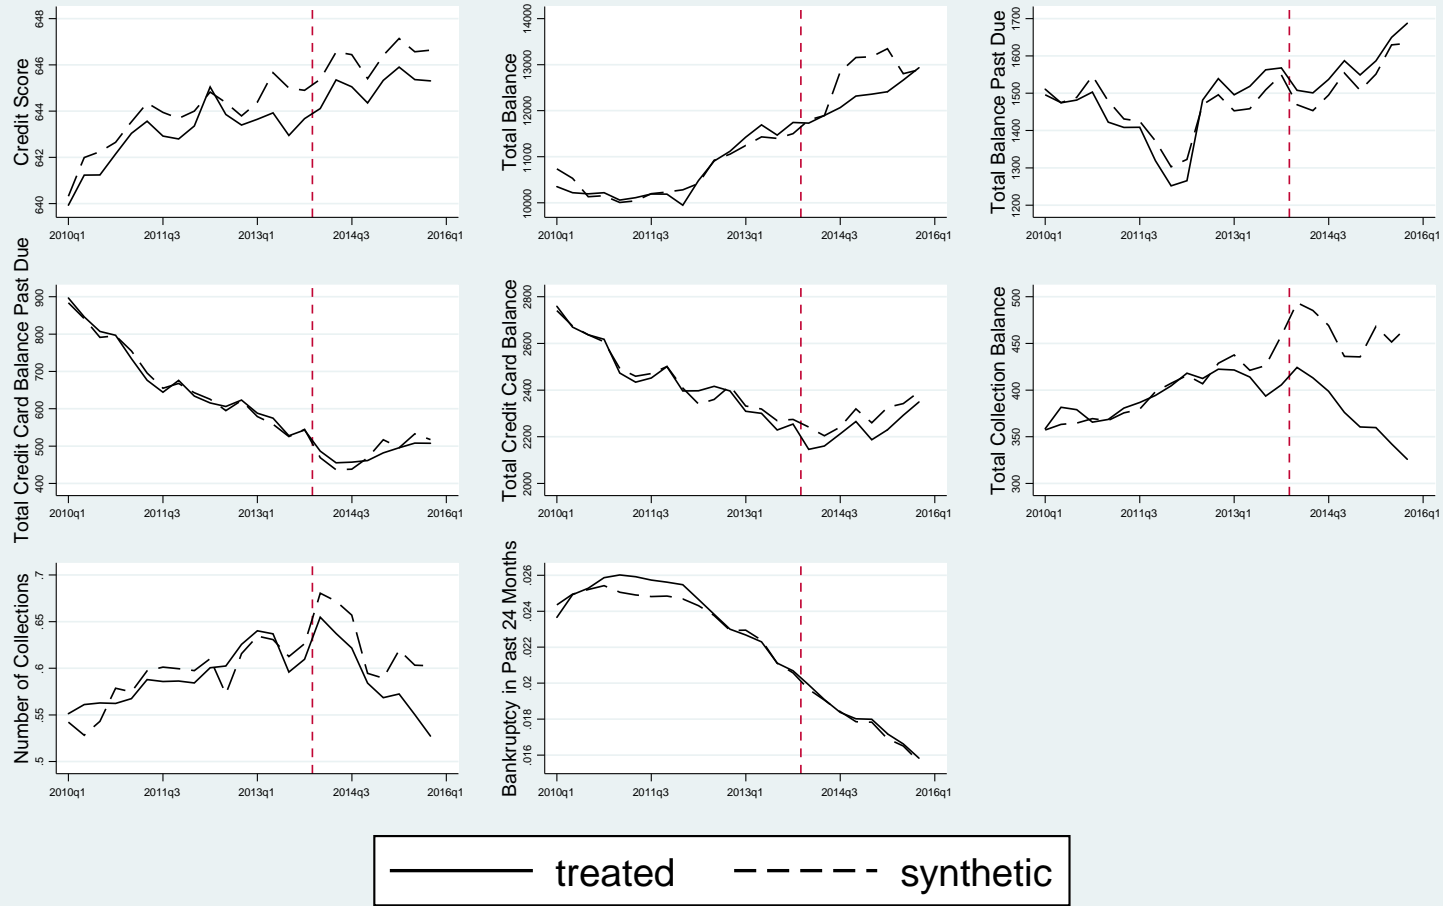 Credit Score
648
646
644
642
640
2010q1 2011q3 2013q1 2014q3 2016q1
Total Balance
14000
13000
12000
11000
10000
2010q1 2011q3 2013q1 2014q3 2016q1
Total Balance Past Due
1700
1600
1500
1400
1300
1200
2010q1 2011q3 2013q1 2014q3 2016q1
Total Credit Card Balance Past Due
900
800
700
600
500
400
2010q1 2011q3 2013q1 2014q3 2016q1
Total Credit Card Balance
2800
2600
2400
2200
2000
2010q1 2011q3 2013q1 2014q3 2016q1
Total Collection Balance
500
450
400
350
300
2010q1 2011q3 2013q1 2014q3 2016q1
Number of Collections
.7
.65
.6
.55
.5
2010q1 2011q3 2013q1 2014q3 2016q1
Bankruptcy in Past 24 Months
.026
.024
.022
.02
.018
.016
2010q1 2011q3 2013q1 2014q3 2016q1
treated synthetic